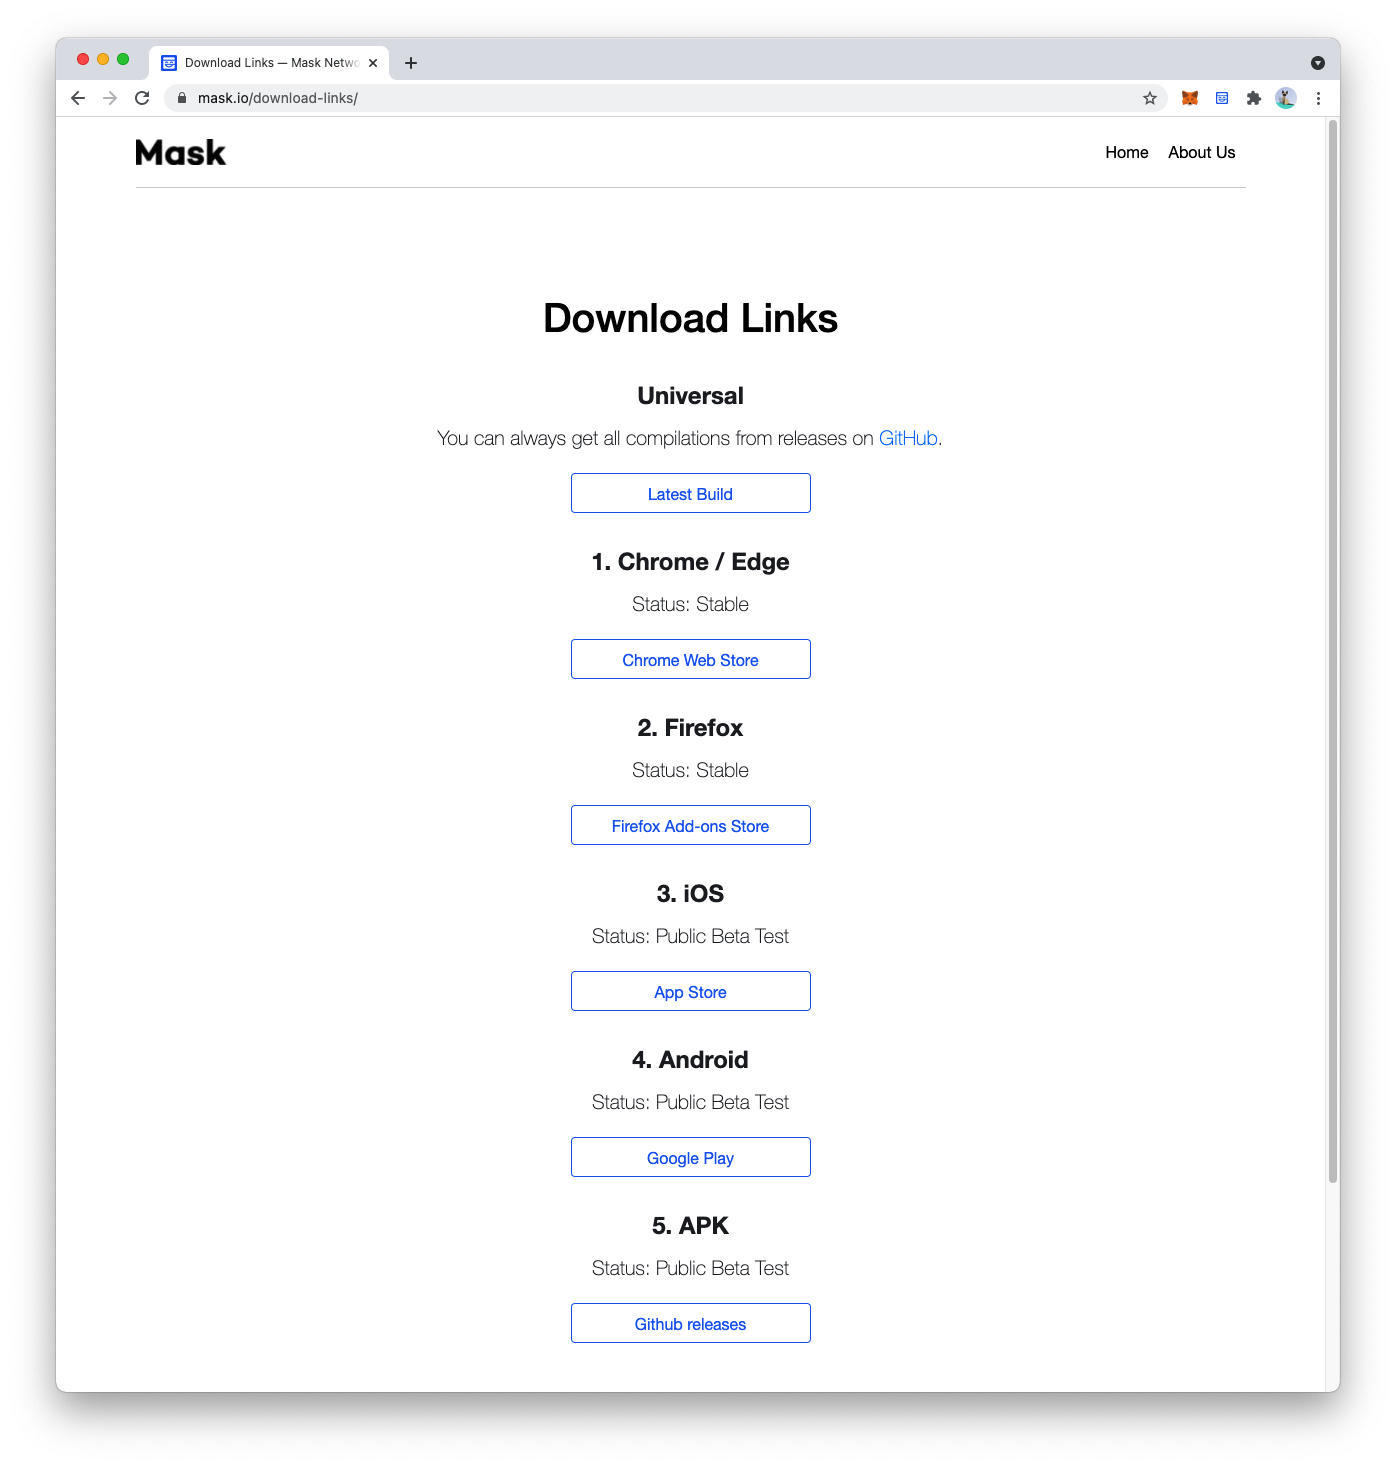 Download Links — Mask Netwo
mask.io/download-links/
Mask
Home
About Us
Download Links
Universal
You can always get all compilations from releases on GitHub.
Latest Build
1. Chrome / Edge
Status: Stable
Chrome Web Store
2. Firefox
Status: Stable
Firefox Add-ons Store
3. iOS
Status: Public Beta Test
App Store
4. Android
Status: Public Beta Test
Google Play
5. APK
Status: Public Beta Test
Github releases